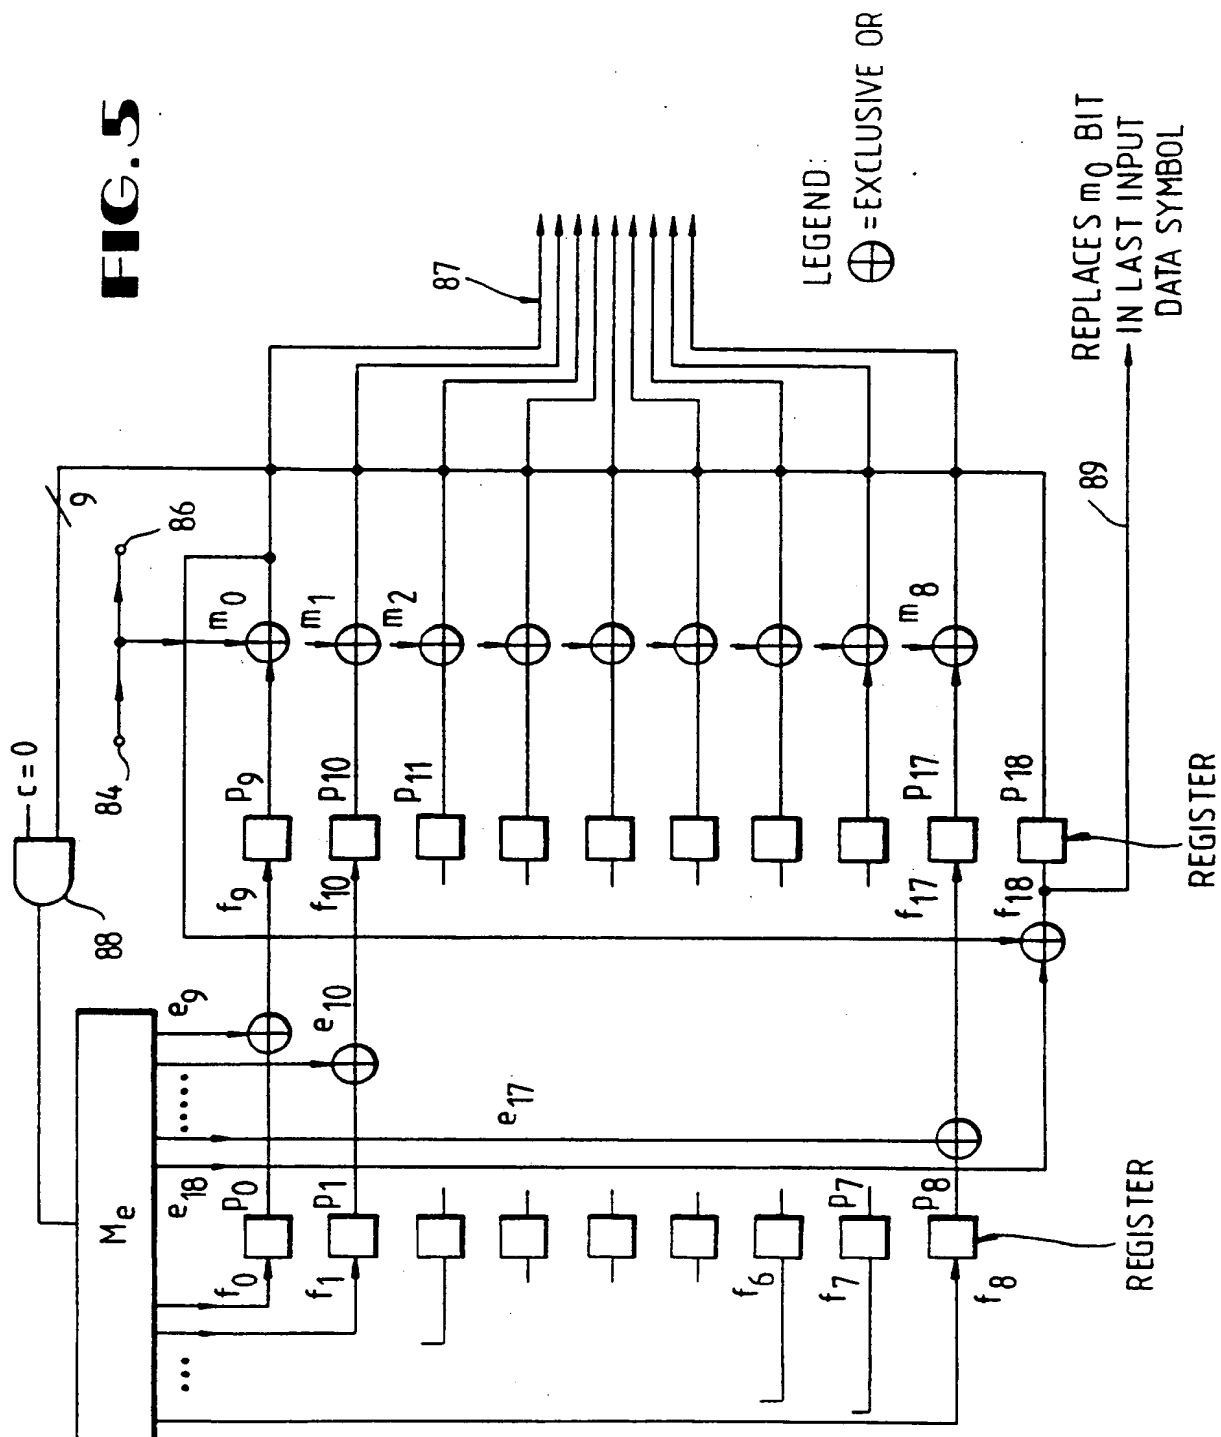 FIG.5
c=0
9
84
86
88
87
Me
e9
e10
.....
e17
e18
...
f0
P0
f1
P1
f6
f7
P7
f8
P8
REGISTER
f9
P9
f10
P10
P11
f17
P17
f18
P18
REGISTER
m0
m1
m2
m8
LEGEND:
⊕ =EXCLUSIVE OR
89
REPLACES m0 BIT
IN LAST INPUT
DATA SYMBOL